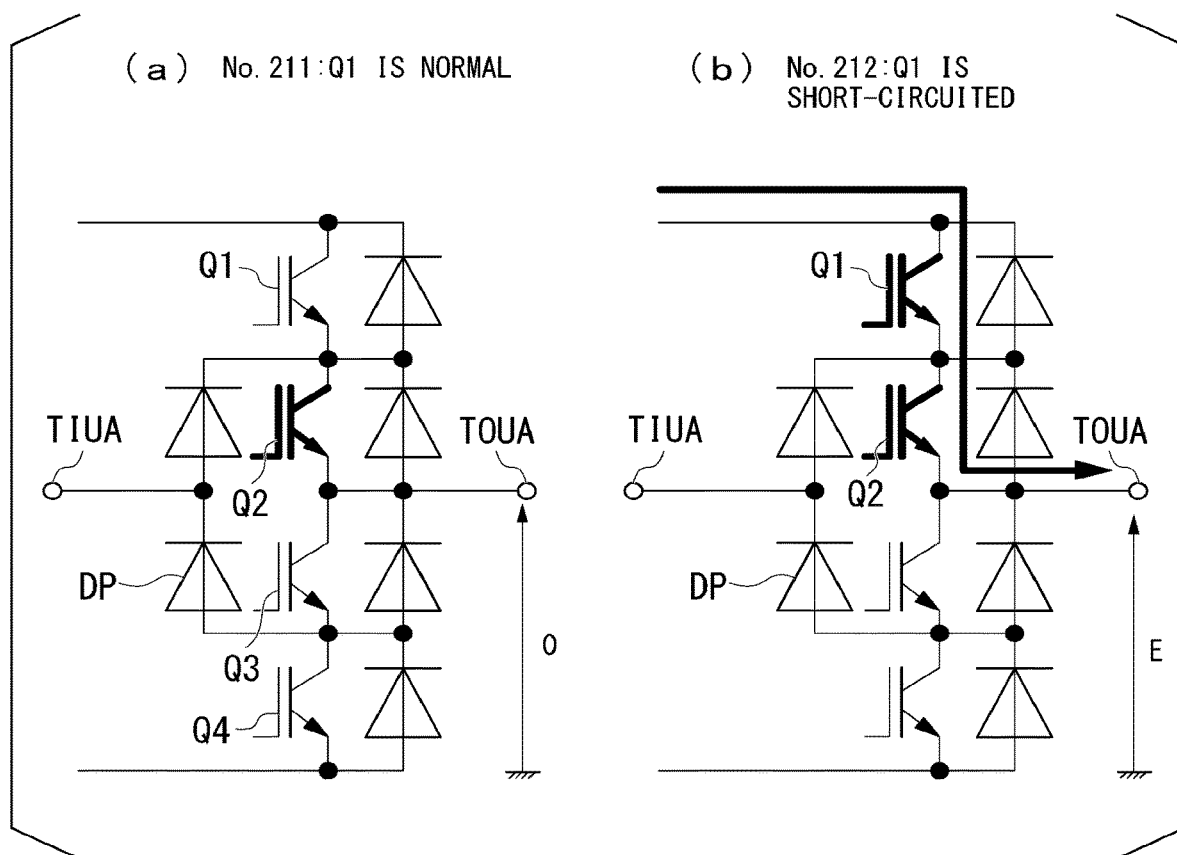 (a) No. 211:Q1 IS NORMAL
Q1
TIUA
TOUA
Q2
DP
Q3
0
Q4
(b) No. 212:Q1 IS
SHORT-CIRCUITED
Q1
TIUA
TOUA
Q2
DP
E